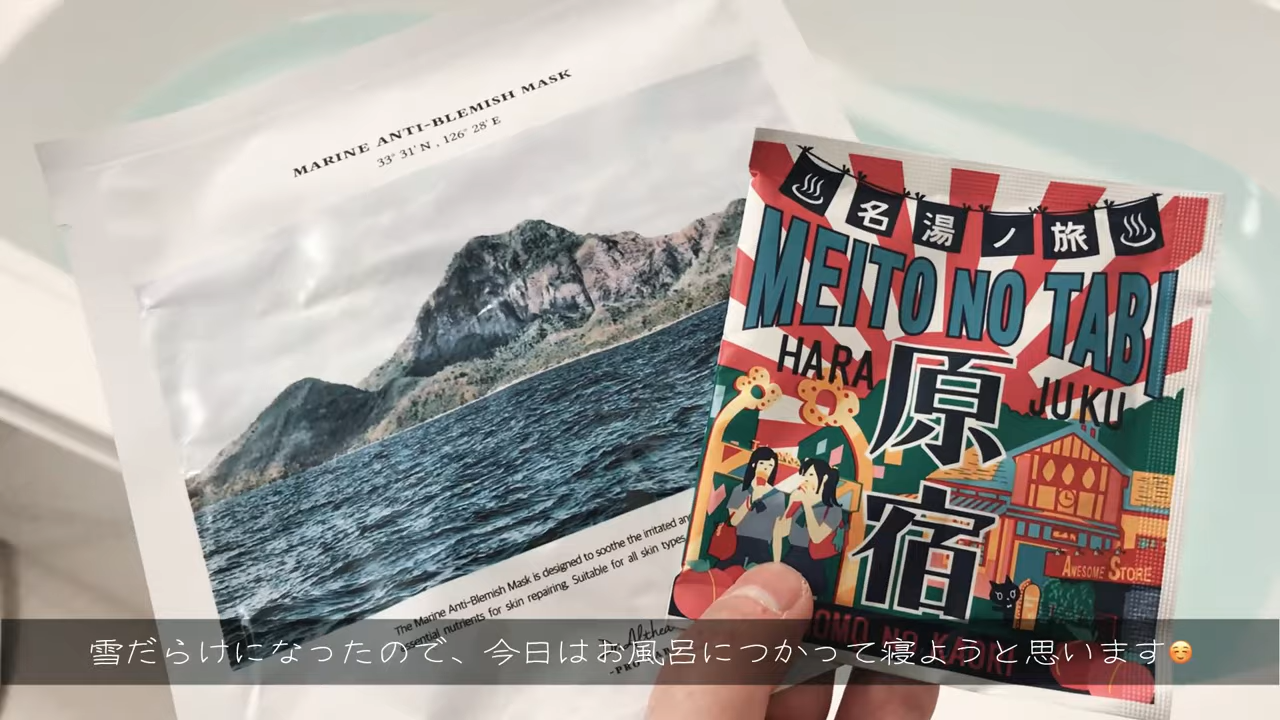 MARINE ANTI-BLEMISH MASK
33° 31' N , 126° 28' E
The Marine Anti-Blemish Mask is designed to soothe the irritated an
essential nutrients for skin repairing. Suitable for all skin types.
Dr. Althea
名湯ノ旅
MEITO NO TABI
HARA
JUKU
原宿
AWESOME STORE
雪だらけになったので、今日はお風呂につかって寝ようと思います☺️